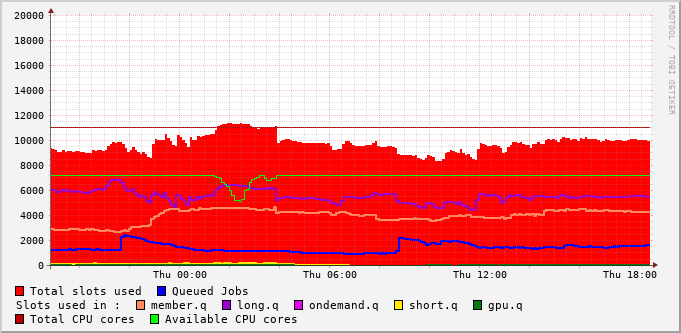 20000
18000
16000
14000
12000
10000
8000
6000
4000
2000
0
Thu 00:00 Thu 06:00 Thu 12:00 Thu 18:00
RRDTOOL / TOBI OETIKER
Total slots used Queued Jobs
Slots used in : member.q long.q ondemand.q short.q gpu.q
Total CPU cores Available CPU cores